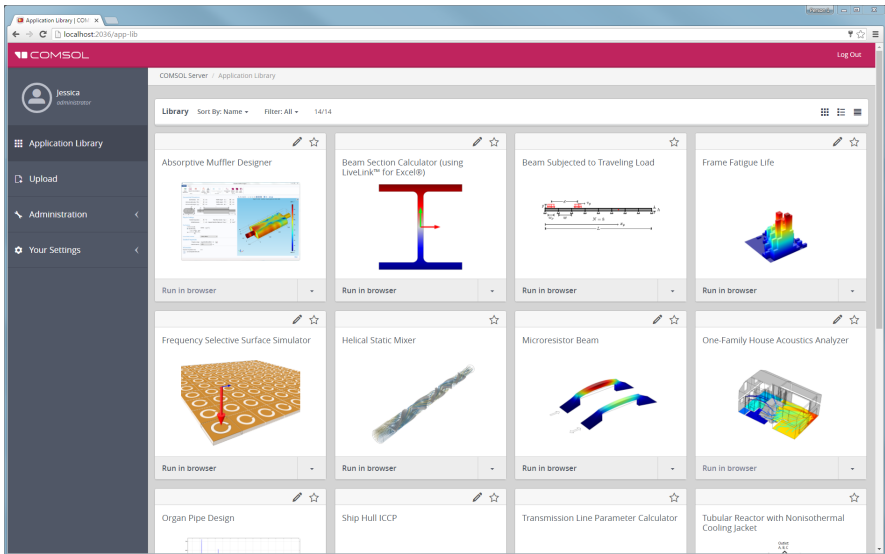 Application Library | COM
localhost:2036/app-lib
COMSOL
Log Out
Jessica
administrator
COMSOL Server / Application Library
Application Library
Upload
Administration
Your Settings
Library Sort By: Name Filter: All 14/14
Absorptive Muffler Designer
Run in browser
Beam Section Calculator (using
LiveLink™ for Excel®)
Run in browser
Beam Subjected to Traveling Load
Run in browser
Frame Fatigue Life
Run in browser
Frequency Selective Surface Simulator
Run in browser
Helical Static Mixer
Run in browser
Microresistor Beam
Run in browser
One-Family House Acoustics Analyzer
Run in browser
Organ Pipe Design
Ship Hull ICCP
Transmission Line Parameter Calculator
Tubular Reactor with Nonisothermal
Cooling Jacket